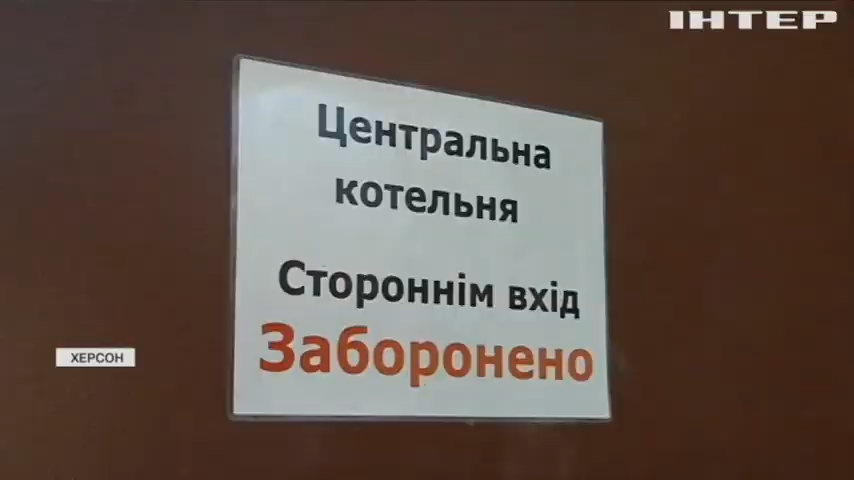 ІНТЕР
Центральна
котельня
Стороннім вхід
Заборонено
ХЕРСОН